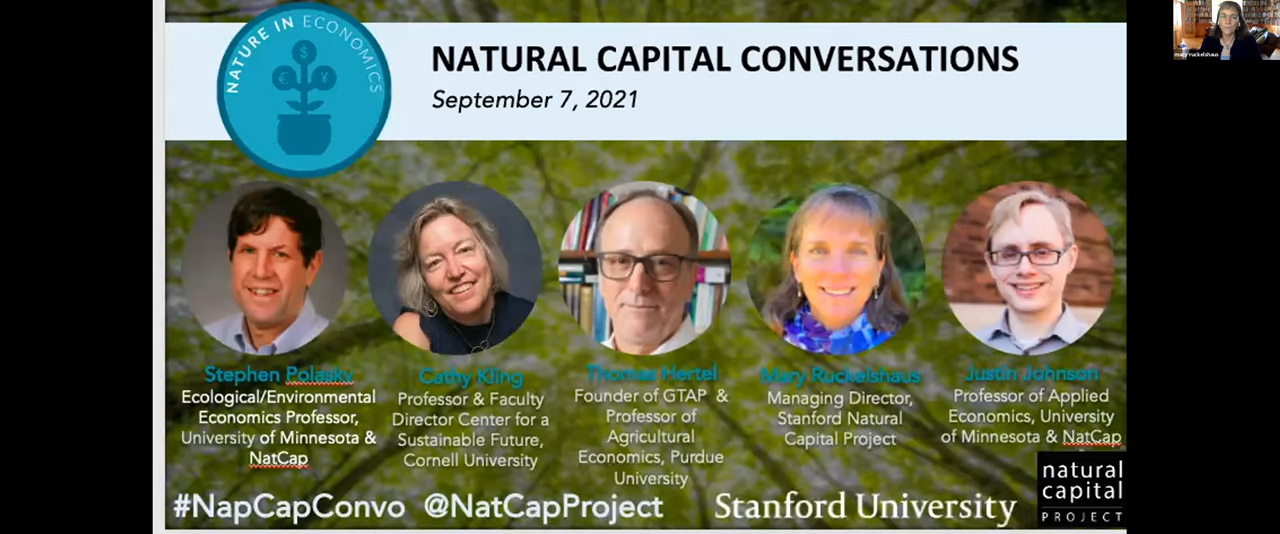 NATURE IN ECONOMICS
$
€
¥
NATURAL CAPITAL CONVERSATIONS
September 7, 2021
mary ruckelshaus
Stephen Polasky
Ecological/Environmental
Economics Professor,
University of Minnesota &
NatCap
Cathy Kling
Professor & Faculty
Director Center for a
Sustainable Future,
Cornell University
Thomas Hertel
Founder of GTAP &
Professor of
Agricultural
Economics, Purdue
University
Mary Ruckelshaus
Managing Director,
Stanford Natural
Capital Project
Justin Johnson
Professor of Applied
Economics, University
of Minnesota & NatCap
#NapCapConvo @NatCapProject
Stanford University
natural
capital
PROJECT